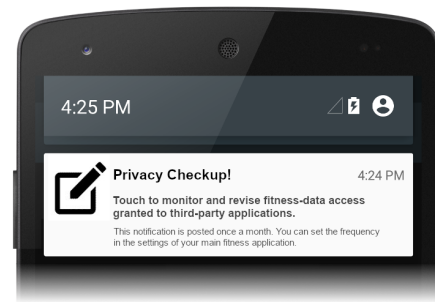 4:25 PM
Privacy Checkup! 4:24 PM
Touch to monitor and revise fitness-data access
granted to third-party applications.
This notification is posted once a month. You can set the frequency
in the settings of your main fitness application.